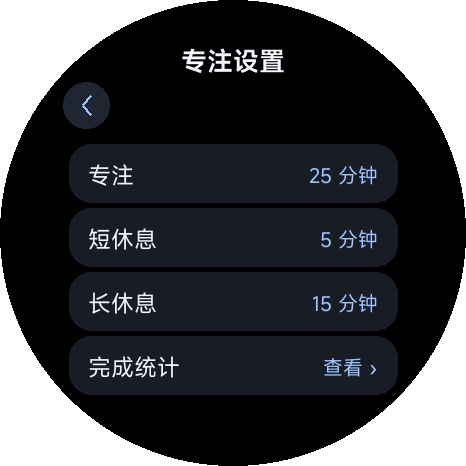 专注设置
专注 25 分钟
短休息 5 分钟
长休息 15 分钟
完成统计 查看 ›